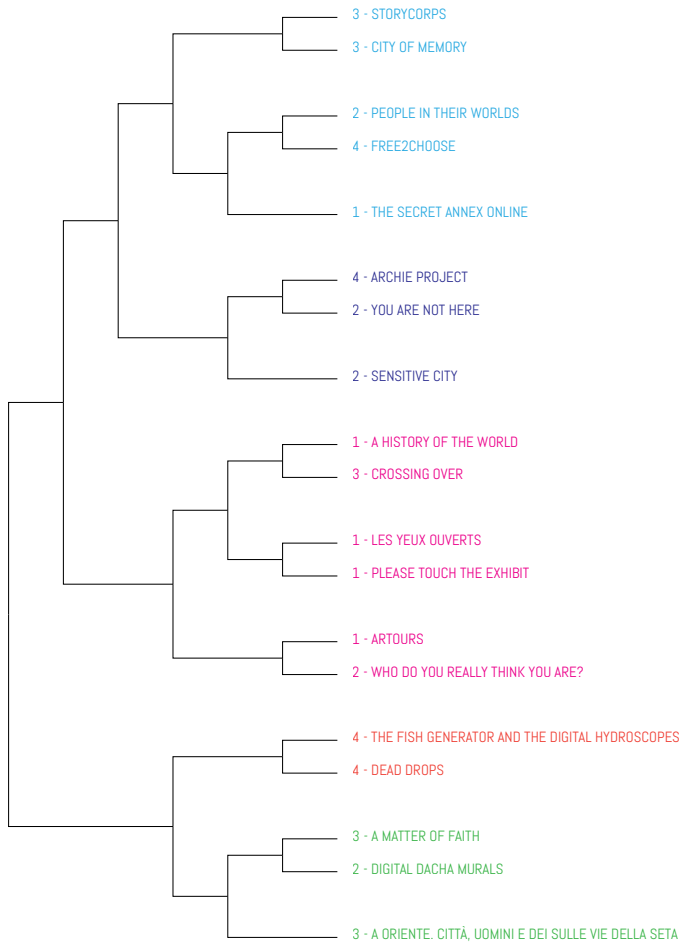 3 - STORYCORPS
3 - CITY OF MEMORY
2 - PEOPLE IN THEIR WORLDS
4 - FREE2CHOOSE
1 - THE SECRET ANNEX ONLINE
4 - ARCHIE PROJECT
2 - YOU ARE NOT HERE
2 - SENSITIVE CITY
1 - A HISTORY OF THE WORLD
3 - CROSSING OVER
1 - LES YEUX OUVERTS
1 - PLEASE TOUCH THE EXHIBIT
1 - ARTOURS
2 - WHO DO YOU REALLY THINK YOU ARE?
4 - THE FISH GENERATOR AND THE DIGITAL HYDROSCOPES
4 - DEAD DROPS
3 - A MATTER OF FAITH
2 - DIGITAL DACHA MURALS
3 - A ORIENTE. CITTÀ, UOMINI E DEI SULLE VIE DELLA SETA